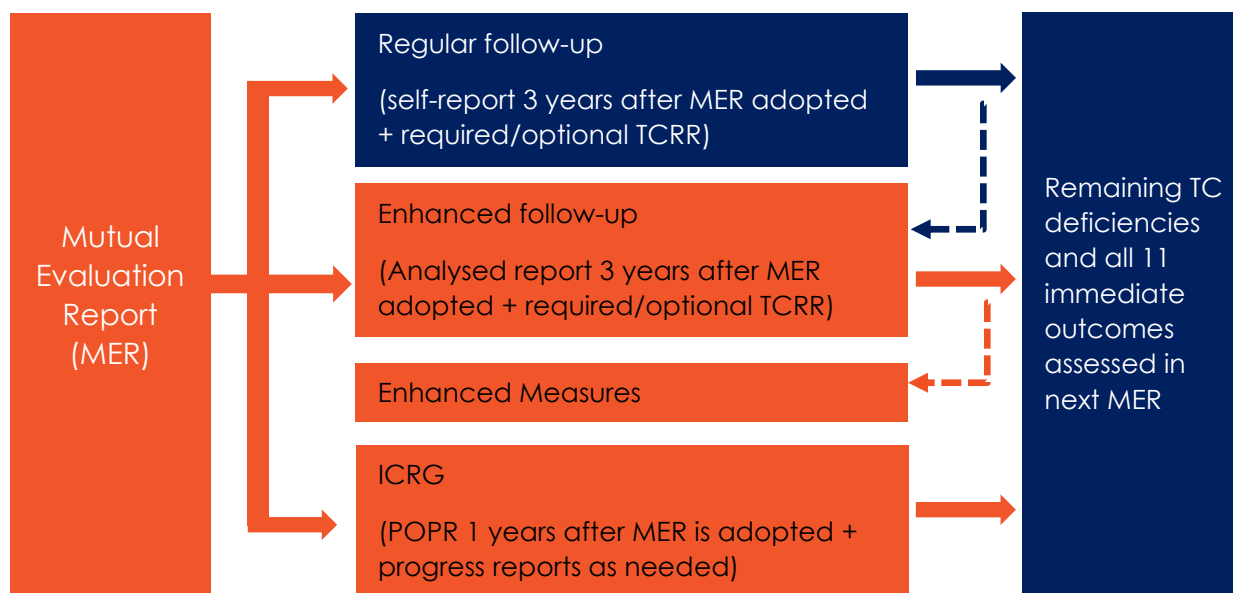 Mutual
Evaluation
Report
(MER)
Regular follow-up
(self-report 3 years after MER adopted
+ required/optional TCRR)
Enhanced follow-up
(Analysed report 3 years after MER
adopted + required/optional TCRR)
Enhanced Measures
ICRG
(POPR 1 years after MER is adopted +
progress reports as needed)
Remaining TC
deficiencies
and all 11
immediate
outcomes
assessed in
next MER